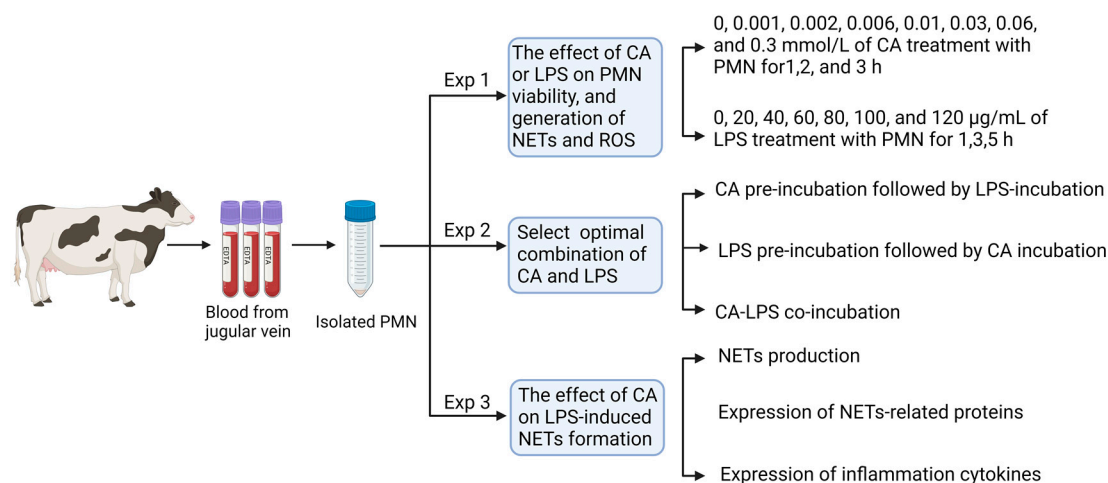 EDTA
EDTA
EDTA
Blood from
jugular vein
Isolated PMN
Exp 1
The effect of CA
or LPS on PMN
viability, and
generation of
NETs and ROS
0, 0.001, 0.002, 0.006, 0.01, 0.03, 0.06,
and 0.3 mmol/L of CA treatment with
PMN for1,2, and 3 h
0, 20, 40, 60, 80, 100, and 120 µg/mL of
LPS treatment with PMN for 1,3,5 h
Exp 2
Select optimal
combination of
CA and LPS
CA pre-incubation followed by LPS-incubation
LPS pre-incubation followed by CA incubation
CA-LPS co-incubation
Exp 3
The effect of CA
on LPS-induced
NETs formation
NETs production
Expression of NETs-related proteins
Expression of inflammation cytokines